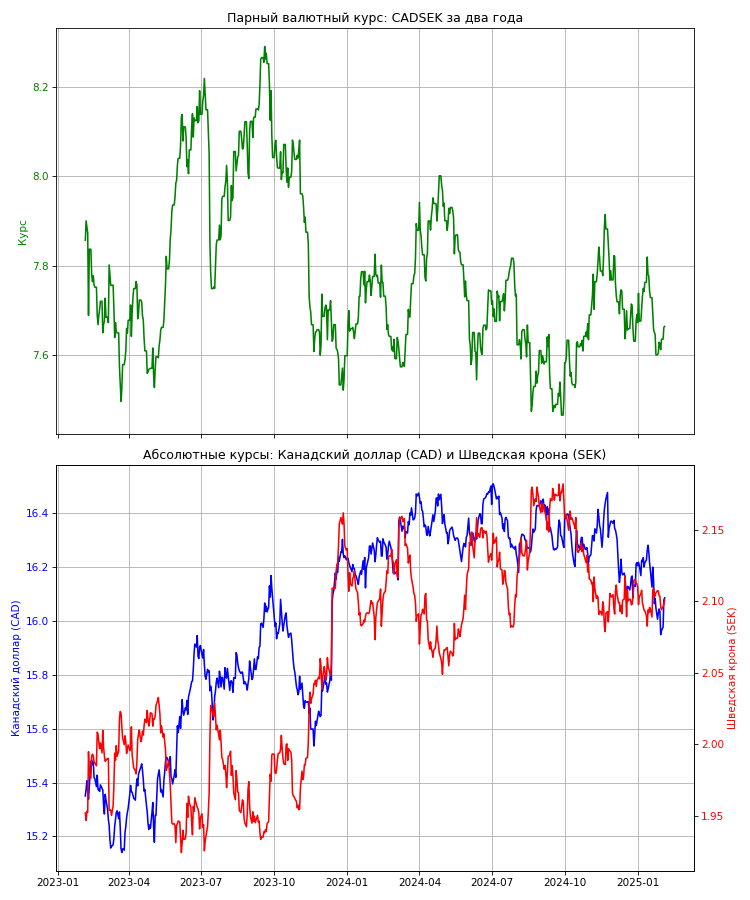 Парный валютный курс: CADSEK за два года
8.2
8.0
7.8
7.6
Курс
Абсолютные курсы: Канадский доллар (CAD) и Шведская крона (SEK)
16.4
16.2
16.0
15.8
15.6
15.4
15.2
Канадский доллар (CAD)
2.15
2.10
2.05
2.00
1.95
Шведская крона (SEK)
2023-01 2023-04 2023-07 2023-10 2024-01 2024-04 2024-07 2024-10 2025-01